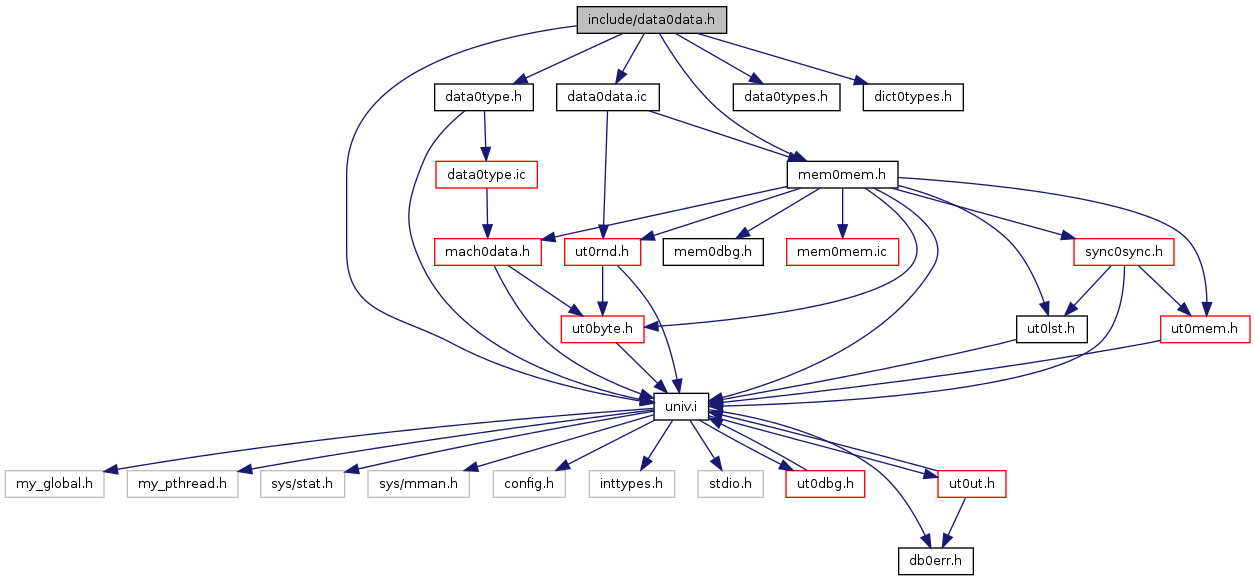 include/data0data.h
data0type.h
data0data.ic
data0types.h
dict0types.h
data0type.ic
mem0mem.h
mach0data.h
ut0rnd.h
mem0dbg.h
mem0mem.ic
sync0sync.h
ut0byte.h
ut0lst.h
ut0mem.h
univ.i
my_global.h
my_pthread.h
sys/stat.h
sys/mman.h
config.h
inttypes.h
stdio.h
ut0dbg.h
ut0ut.h
db0err.h